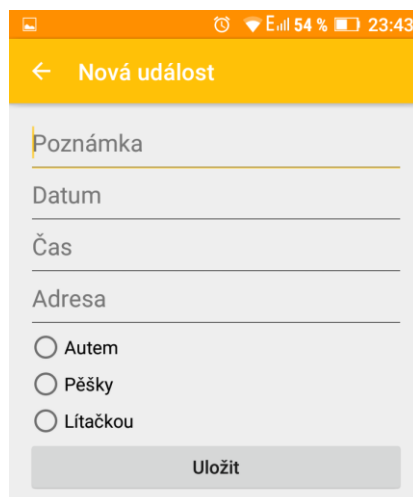 E 54 % 23:43
Nová událost
Poznámka
Datum
Čas
Adresa
Autem
Pěšky
Lítačkou
Uložit